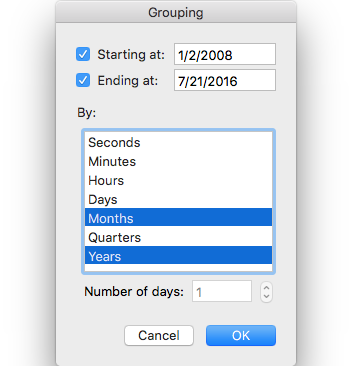 Grouping
Starting at: 1/2/2008
Ending at: 7/21/2016
By:
Seconds
Minutes
Hours
Days
Months
Quarters
Years
Number of days: 1
Cancel OK